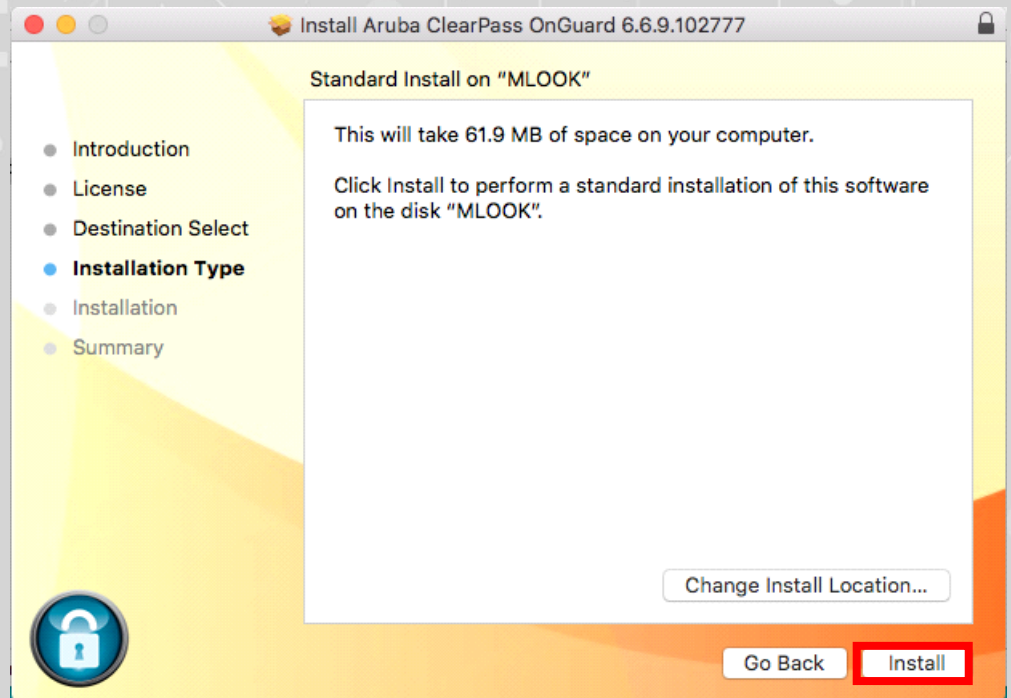 Install Aruba ClearPass OnGuard 6.6.9.102777
Standard Install on “MLOOK”
Introduction
License
Destination Select
Installation Type
Installation
Summary
This will take 61.9 MB of space on your computer.
Click Install to perform a standard installation of this software
on the disk “MLOOK”.
Change Install Location...
Go Back
Install